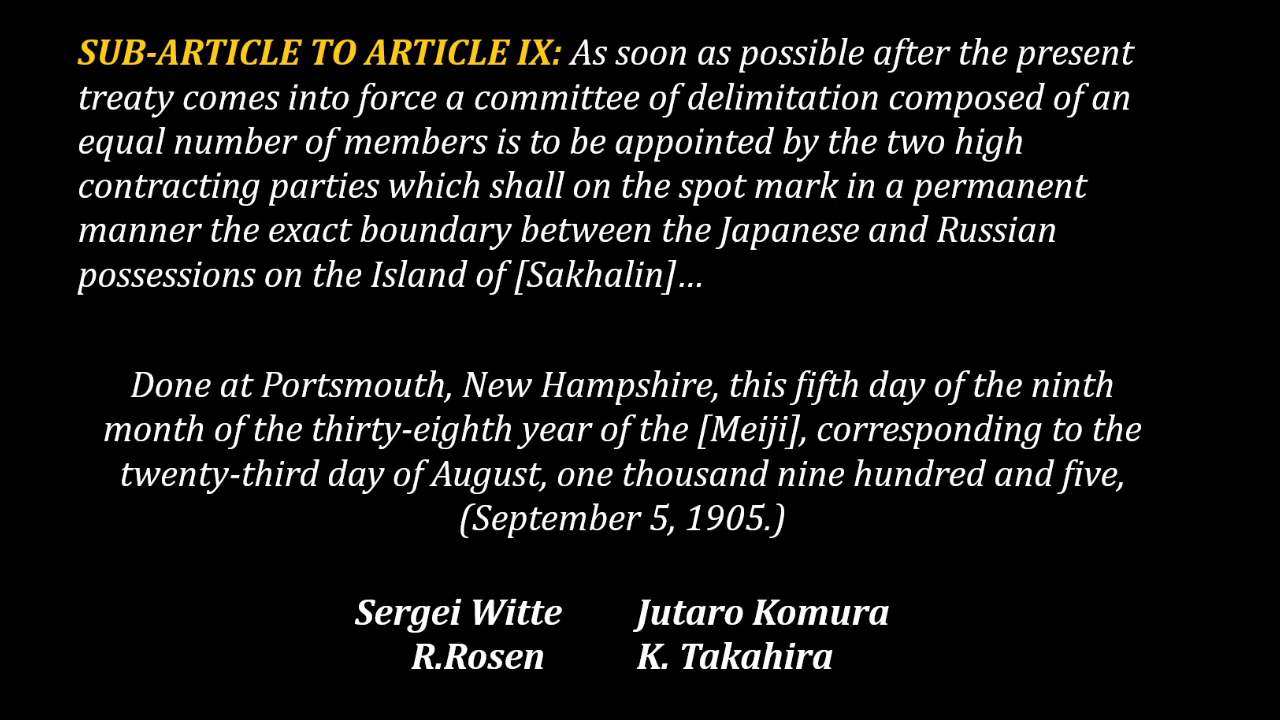 SUB-ARTICLE TO ARTICLE IX: As soon as possible after the present
treaty comes into force a committee of delimitation composed of an
equal number of members is to be appointed by the two high
contracting parties which shall on the spot mark in a permanent
manner the exact boundary between the Japanese and Russian
possessions on the Island of [Sakhalin]…
Done at Portsmouth, New Hampshire, this fifth day of the ninth
month of the thirty-eighth year of the [Meiji], corresponding to the
twenty-third day of August, one thousand nine hundred and five,
(September 5, 1905.)
Sergei Witte Jutaro Komura
R.Rosen K. Takahira